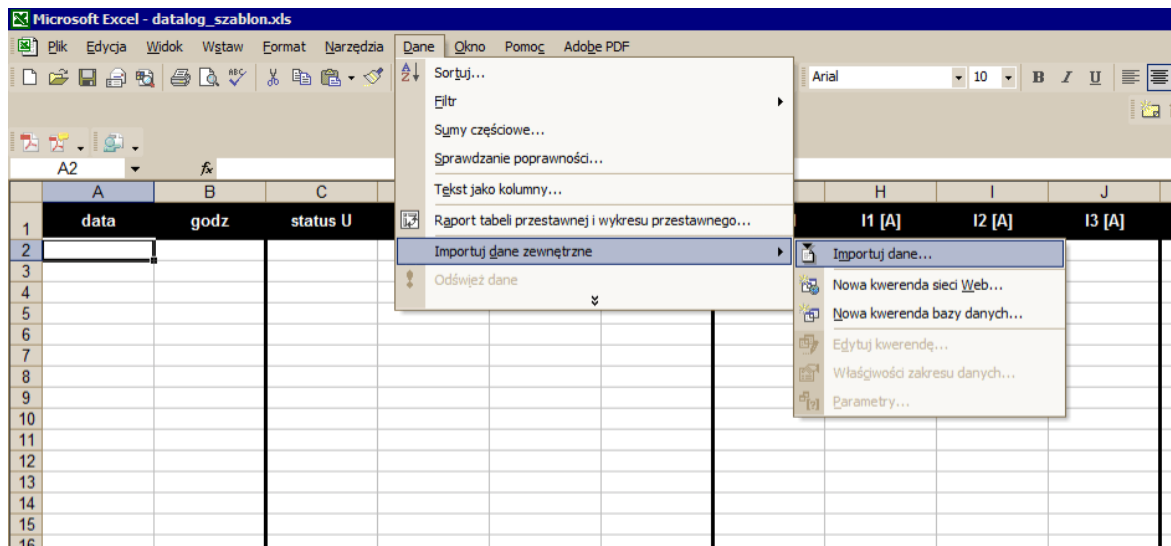 Microsoft Excel - datalog_szablon.xls
Plik Edycja Widok Wstaw Format Narzędzia Dane Okno Pomoc Adobe PDF
Sortuj...
Arial 10 B I U
Filtr
Sumy częściowe...
A2 fx
Sprawdzanie poprawności...
Tekst jako kolumny...
A B C H I J
1 data godz status U I1 [A] I2 [A] I3 [A]
Raport tabeli przestawnej i wykresu przestawnego...
Importuj dane zewnętrzne
Odśwież dane
Importuj dane...
Nowa kwerenda sieci Web...
Nowa kwerenda bazy danych...
Edytuj kwerendę...
Właściwości zakresu danych...
Parametry...
2
3
4
5
6
7
8
9
10
11
12
13
14
15
16